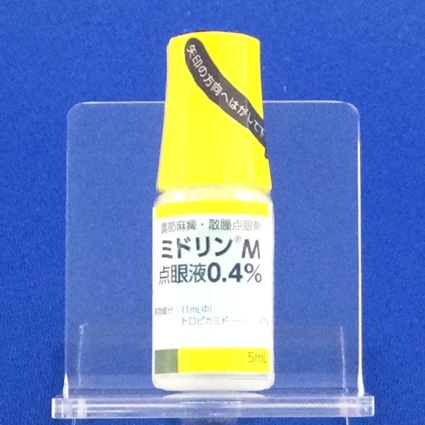 矢印の方向へはがして下
調節麻痺・散瞳点眼剤
ミドリン®M
点眼液0.4%
(1mL中)
トロピカミド
5mL